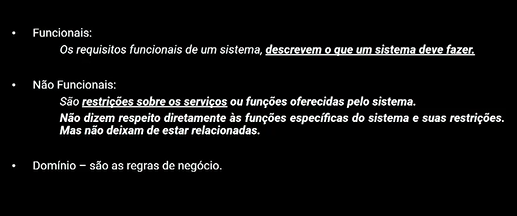 • Funcionais:
Os requisitos funcionais de um sistema, descrevem o que um sistema deve fazer.
• Não Funcionais:
São restrições sobre os serviços ou funções oferecidas pelo sistema.
Não dizem respeito diretamente às funções específicas do sistema e suas restrições.
Mas não deixam de estar relacionadas.
• Domínio – são as regras de negócio.